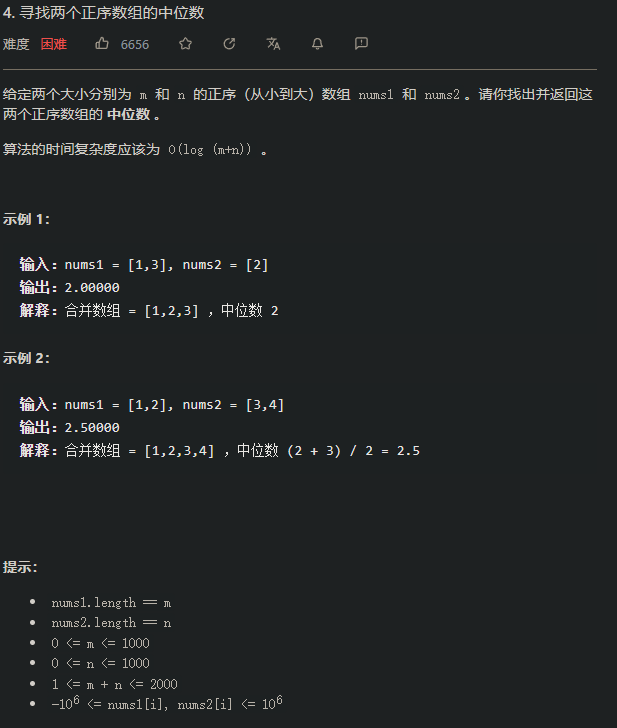 4. 寻找两个正序数组的中位数
难度 困难 6656
给定两个大小分别为 m 和 n 的正序（从小到大）数组 nums1 和 nums2 。请你找出并返回这
两个正序数组的 中位数 。
算法的时间复杂度应该为 O(log (m+n)) 。
示例 1：
输入：nums1 = [1,3], nums2 = [2]
输出：2.00000
解释：合并数组 = [1,2,3] ，中位数 2
示例 2：
输入：nums1 = [1,2], nums2 = [3,4]
输出：2.50000
解释：合并数组 = [1,2,3,4] ，中位数 (2 + 3) / 2 = 2.5
提示：
• nums1.length == m
• nums2.length == n
• 0 <= m <= 1000
• 0 <= n <= 1000
• 1 <= m + n <= 2000
• -10⁶ <= nums1[i], nums2[i] <= 10⁶